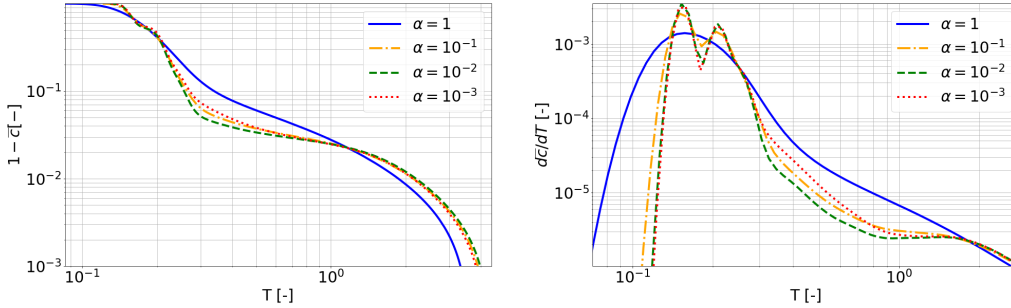 10⁻¹
10⁻²
10⁻³
1 − c̅[-]
10⁻¹
10⁰
T [-]
α = 1
α = 10⁻¹
α = 10⁻²
α = 10⁻³
10⁻³
10⁻⁴
10⁻⁵
dc̅/dT [-]
10⁻¹
10⁰
T [-]
α = 1
α = 10⁻¹
α = 10⁻²
α = 10⁻³